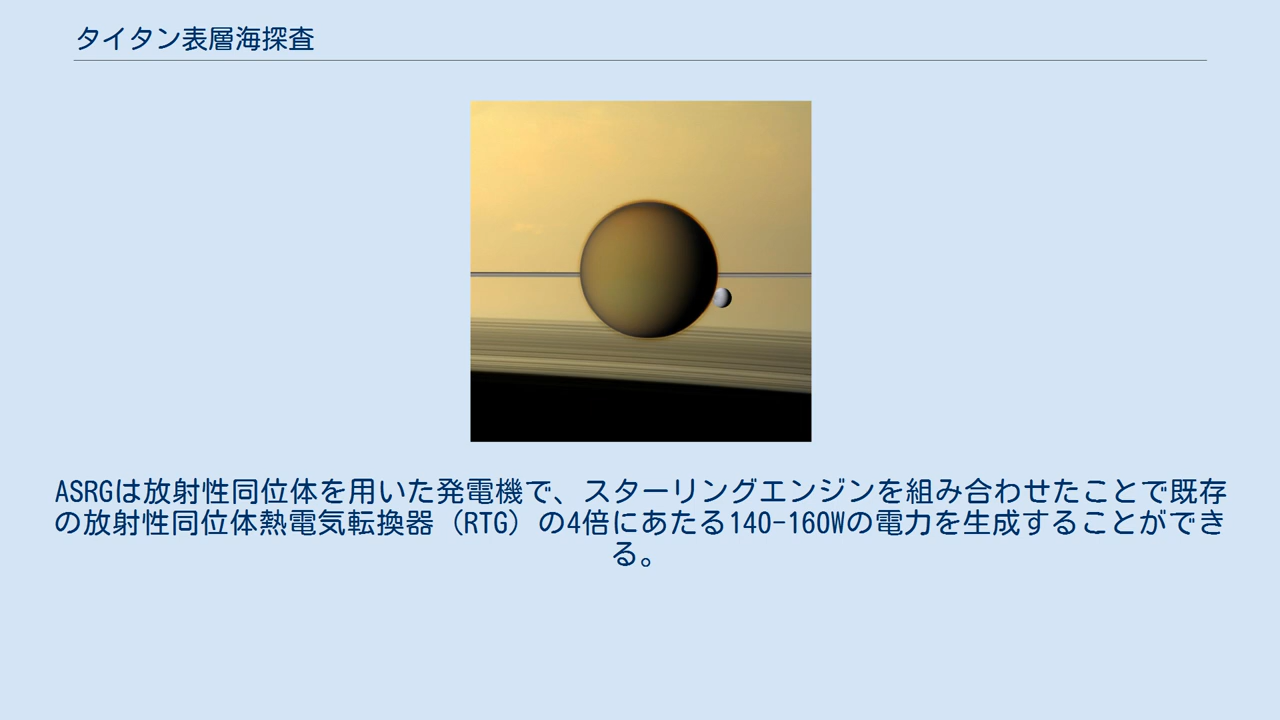 タイタン表層海探査
ASRGは放射性同位体を用いた発電機で、スターリングエンジンを組み合わせたことで既存
の放射性同位体熱電気転換器（RTG）の4倍にあたる140-160Wの電力を生成することができ
る。